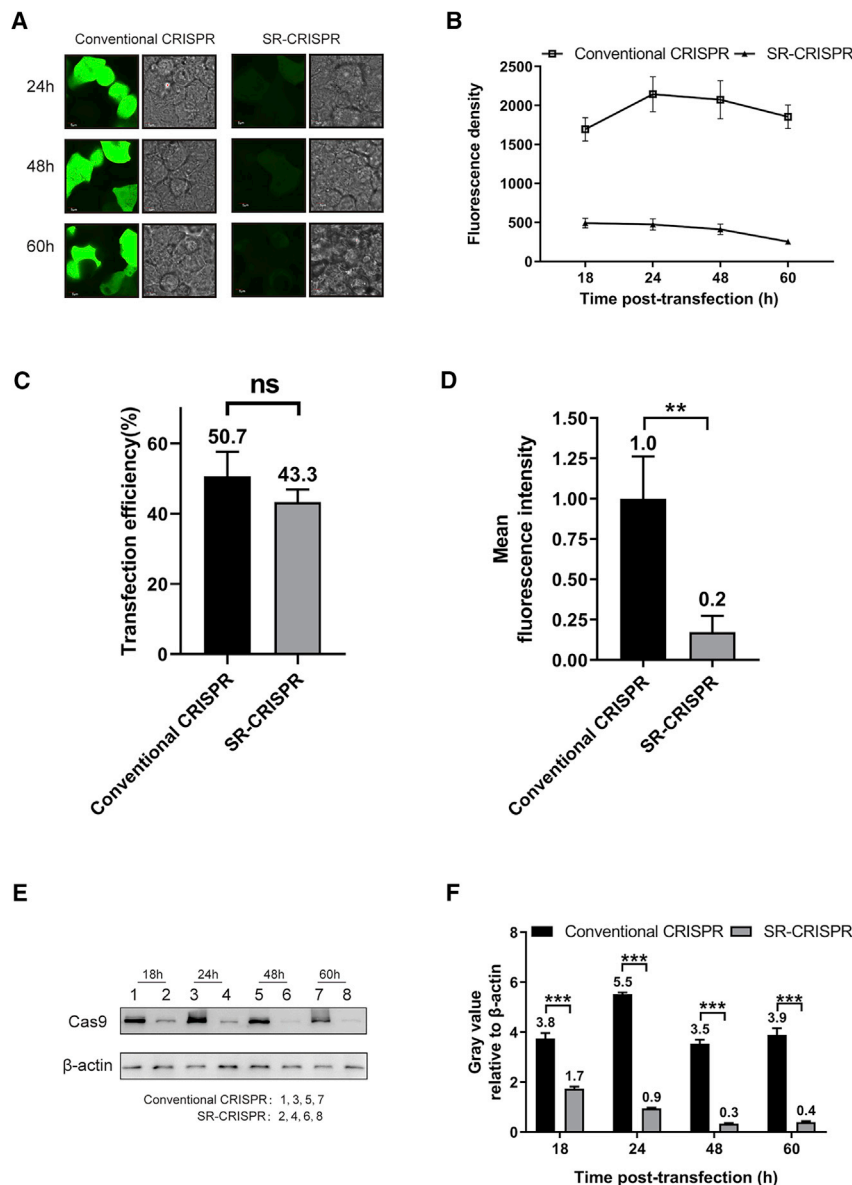 A
Conventional CRISPR SR-CRISPR
24h
48h
60h
B
Conventional CRISPR SR-CRISPR
Fluorescence density
2500
2000
1500
1000
500
0
18 24 48 60
Time post-transfection (h)
C
ns
Transfection efficiency(%)
60
40
20
0
50.7
43.3
Conventional CRISPR
SR-CRISPR
D
**
Mean
fluorescence intensity
1.50
1.25
1.00
0.75
0.50
0.25
0.00
1.0
0.2
Conventional CRISPR
SR-CRISPR
E
18h 24h 48h 60h
1 2 3 4 5 6 7 8
Cas9
β-actin
Conventional CRISPR: 1, 3, 5, 7
SR-CRISPR: 2, 4, 6, 8
F
Conventional CRISPR SR-CRISPR
Gray value
relative to β-actin
8
6
4
2
0
*** *** *** ***
3.8 1.7 5.5 0.9 3.5 0.3 3.9 0.4
18 24 48 60
Time post-transfection (h)